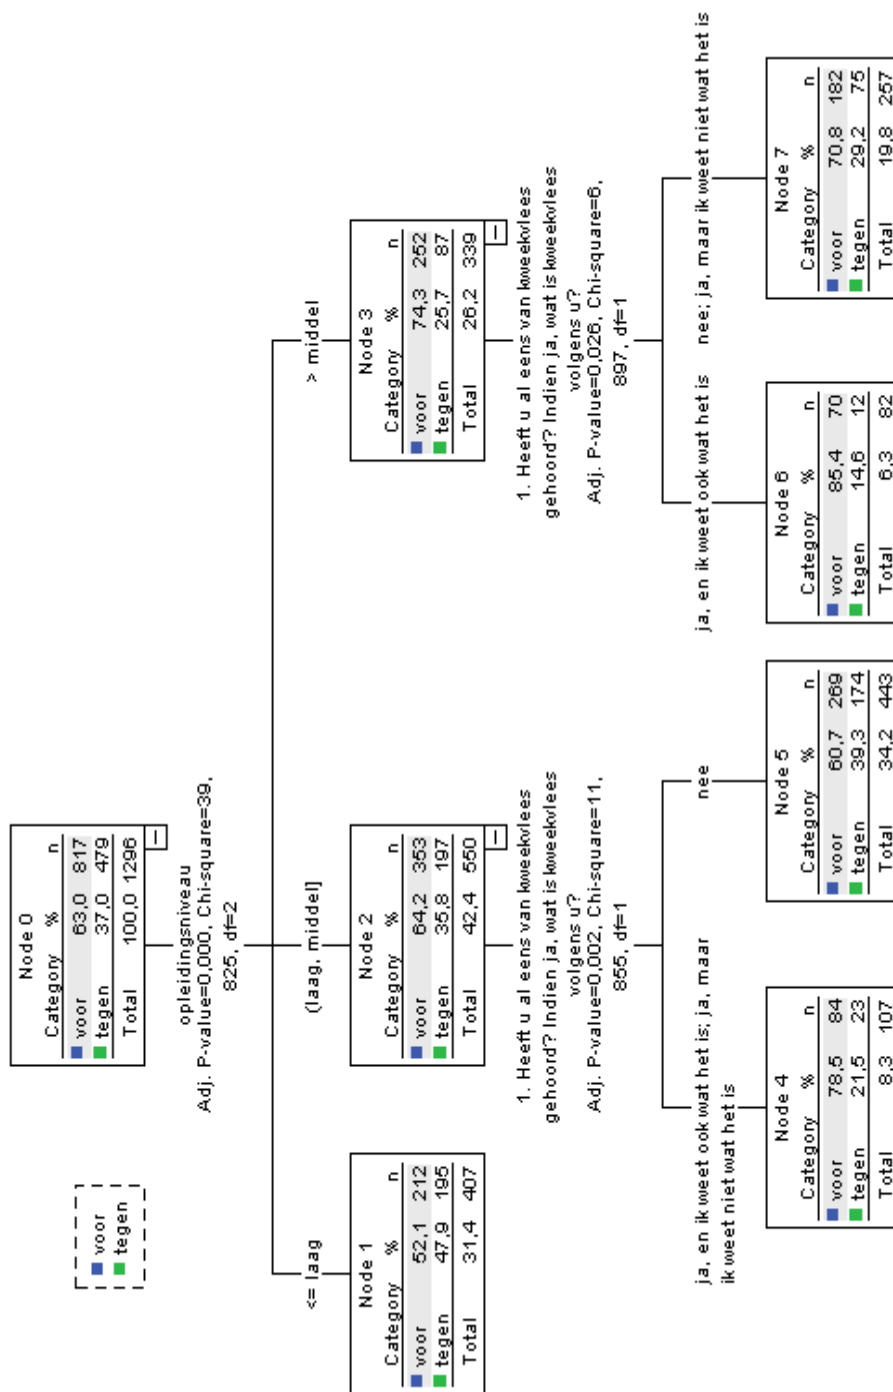 voor
tegen
Node 0
Category % n
voor 63,0 817
tegen 37,0 479
Total 100,0 1296
opleidingsniveau
Adj. P-value=0,000, Chi-square=39,
825, df=2
<= laag
Node 1
Category % n
voor 52,1 212
tegen 47,9 195
Total 31,4 407
(laag, middel]
Node 2
Category % n
voor 64,2 353
tegen 35,8 197
Total 42,4 550
> middel
Node 3
Category % n
voor 74,3 252
tegen 25,7 87
Total 26,2 339
1. Heeft u al eens van kweekvlees
gehoord? Indien ja, wat is kweekvlees
volgens u?
Adj. P-value=0,002, Chi-square=11,
855, df=1
1. Heeft u al eens van kweekvlees
gehoord? Indien ja, wat is kweekvlees
volgens u?
Adj. P-value=0,026, Chi-square=6,
897, df=1
ja, en ik weet ook wat het is; ja, maar
ik weet niet wat het is
Node 4
Category % n
voor 78,5 84
tegen 21,5 23
Total 8,3 107
nee
Node 5
Category % n
voor 60,7 269
tegen 39,3 174
Total 34,2 443
ja, en ik weet ook wat het is
Node 6
Category % n
voor 85,4 70
tegen 14,6 12
Total 6,3 82
nee; ja, maar ik weet niet wat het is
Node 7
Category % n
voor 70,8 182
tegen 29,2 75
Total 19,8 257